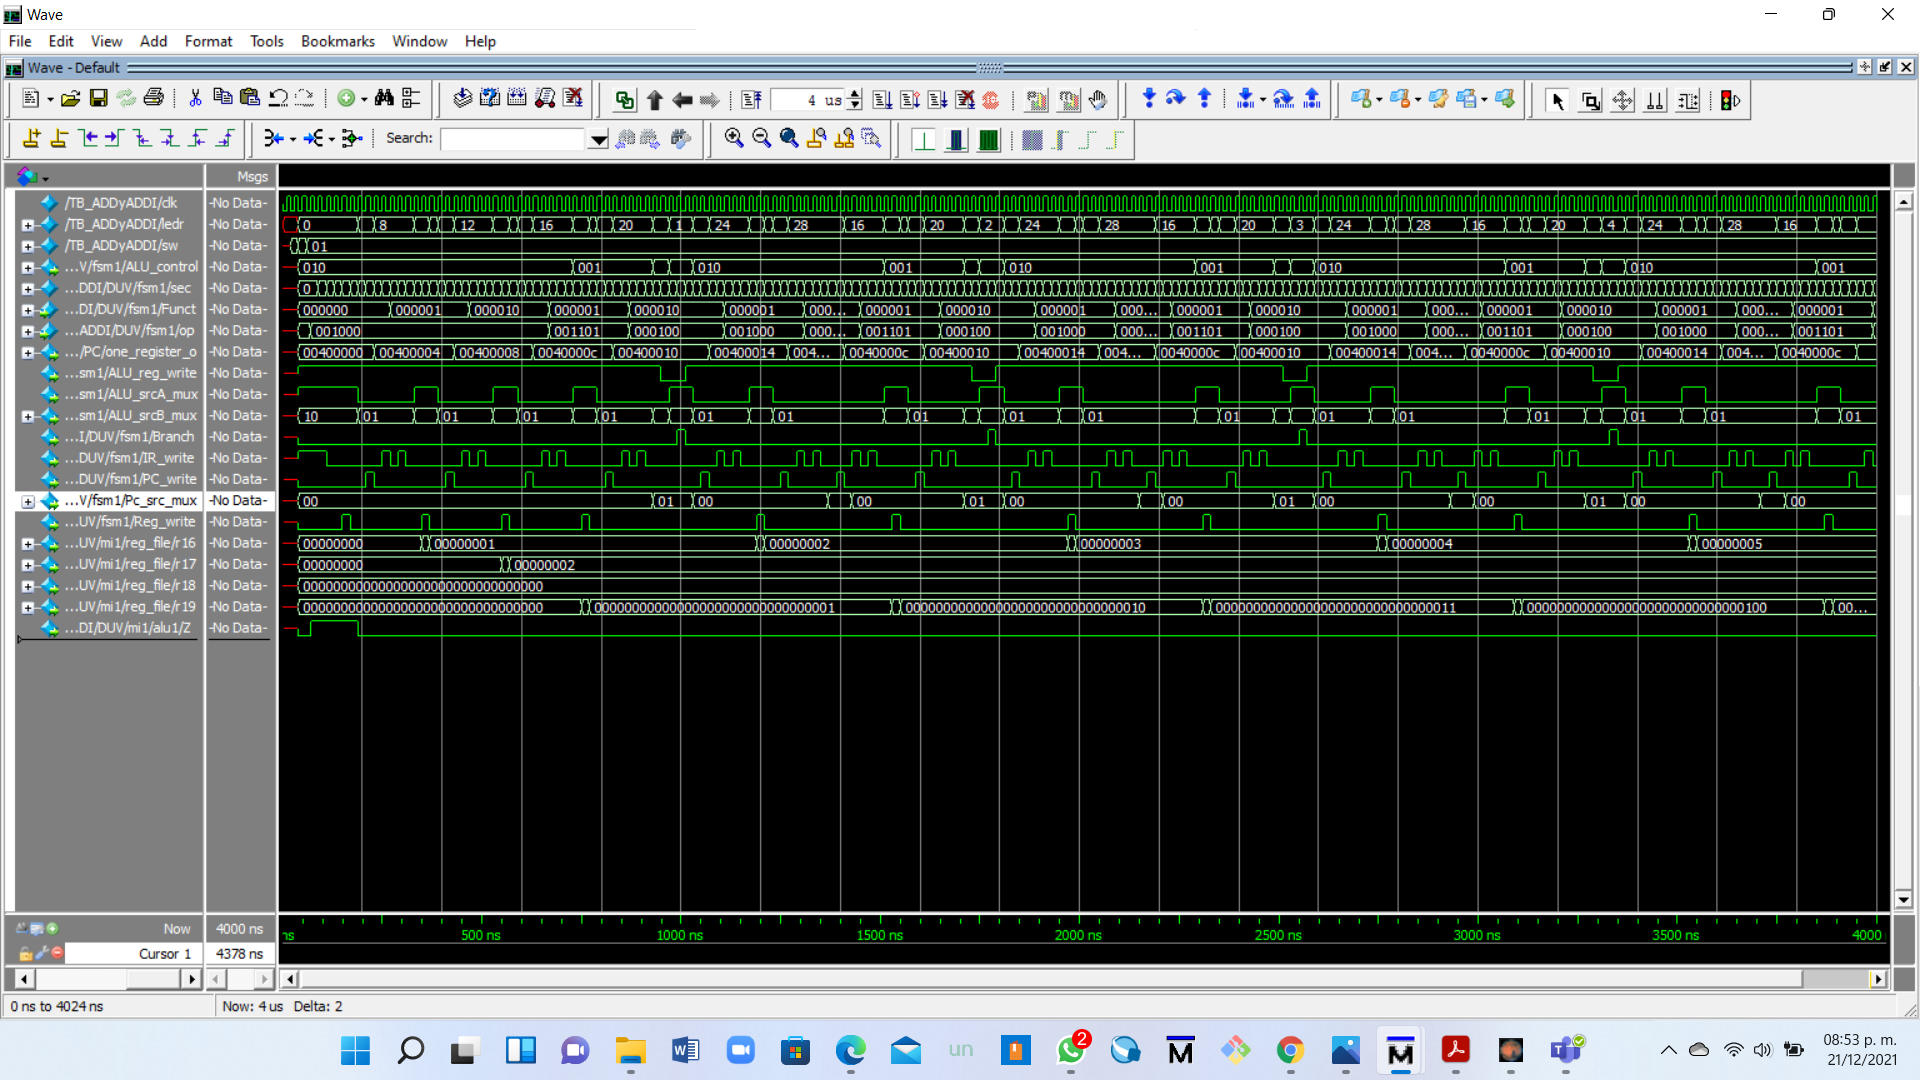 Wave
File Edit View Add Format Tools Bookmarks Window Help
Wave - Default
4 us
Search:
Msgs
/TB_ADDyADDI/clk -No Data-
/TB_ADDyADDI/ledr -No Data- 0 8 12 16 20 1 24 28 16 20 2 24 28 16 20 3 24 28 16 20 4 24 28 16
/TB_ADDyADDI/sw -No Data- 01
...V/fsm1/ALU_control -No Data- 010 001 010 001 010 001 010 001 010 001
...DDI/DUV/fsm1/sec -No Data- 0
...DI/DUV/fsm1/Funct -No Data- 000000 000001 000010 000001 000010 000001 000... 000001 000010 000001 000... 000001 000010 000001 000... 000001 000010 000001 000... 000001
...ADDI/DUV/fsm1/op -No Data- 001000 001101 000100 001000 000... 001101 000100 001000 000... 001101 000100 001000 000... 001101 000100 001000 000... 001101
.../PC/one_register_o -No Data- 00400000 00400004 00400008 0040000c 00400010 00400014 004... 0040000c 00400010 00400014 004... 0040000c 00400010 00400014 004... 0040000c 00400010 00400014 004... 0040000c
...sm1/ALU_reg_write -No Data-
...sm1/ALU_srcA_mux -No Data-
...sm1/ALU_srcB_mux -No Data- 10 01 01 01 01 01 01 01 01 01 01 01 01 01 01 01 01
...I/DUV/fsm1/Branch -No Data-
...DUV/fsm1/IR_write -No Data-
...DUV/fsm1/PC_write -No Data-
...V/fsm1/Pc_src_mux -No Data- 00 01 00 00 01 00 00 01 00 00 01 00 00
...UV/fsm1/Reg_write -No Data-
...UV/mi1/reg_file/r16 -No Data- 00000000 00000001 00000002 00000003 00000004 00000005
...UV/mi1/reg_file/r17 -No Data- 00000000 00000002
...UV/mi1/reg_file/r18 -No Data- 00000000000000000000000000000000
...UV/mi1/reg_file/r19 -No Data- 00000000000000000000000000000000 00000000000000000000000000000001 00000000000000000000000000000010 00000000000000000000000000000011 00000000000000000000000000000100 00...
...DI/DUV/mi1/alu1/Z -No Data-
Now 4000 ns
ns 500 ns 1000 ns 1500 ns 2000 ns 2500 ns 3000 ns 3500 ns 4000
Cursor 1 4378 ns
0 ns to 4024 ns Now: 4 us Delta: 2
un
2
08:53 p. m.
21/12/2021